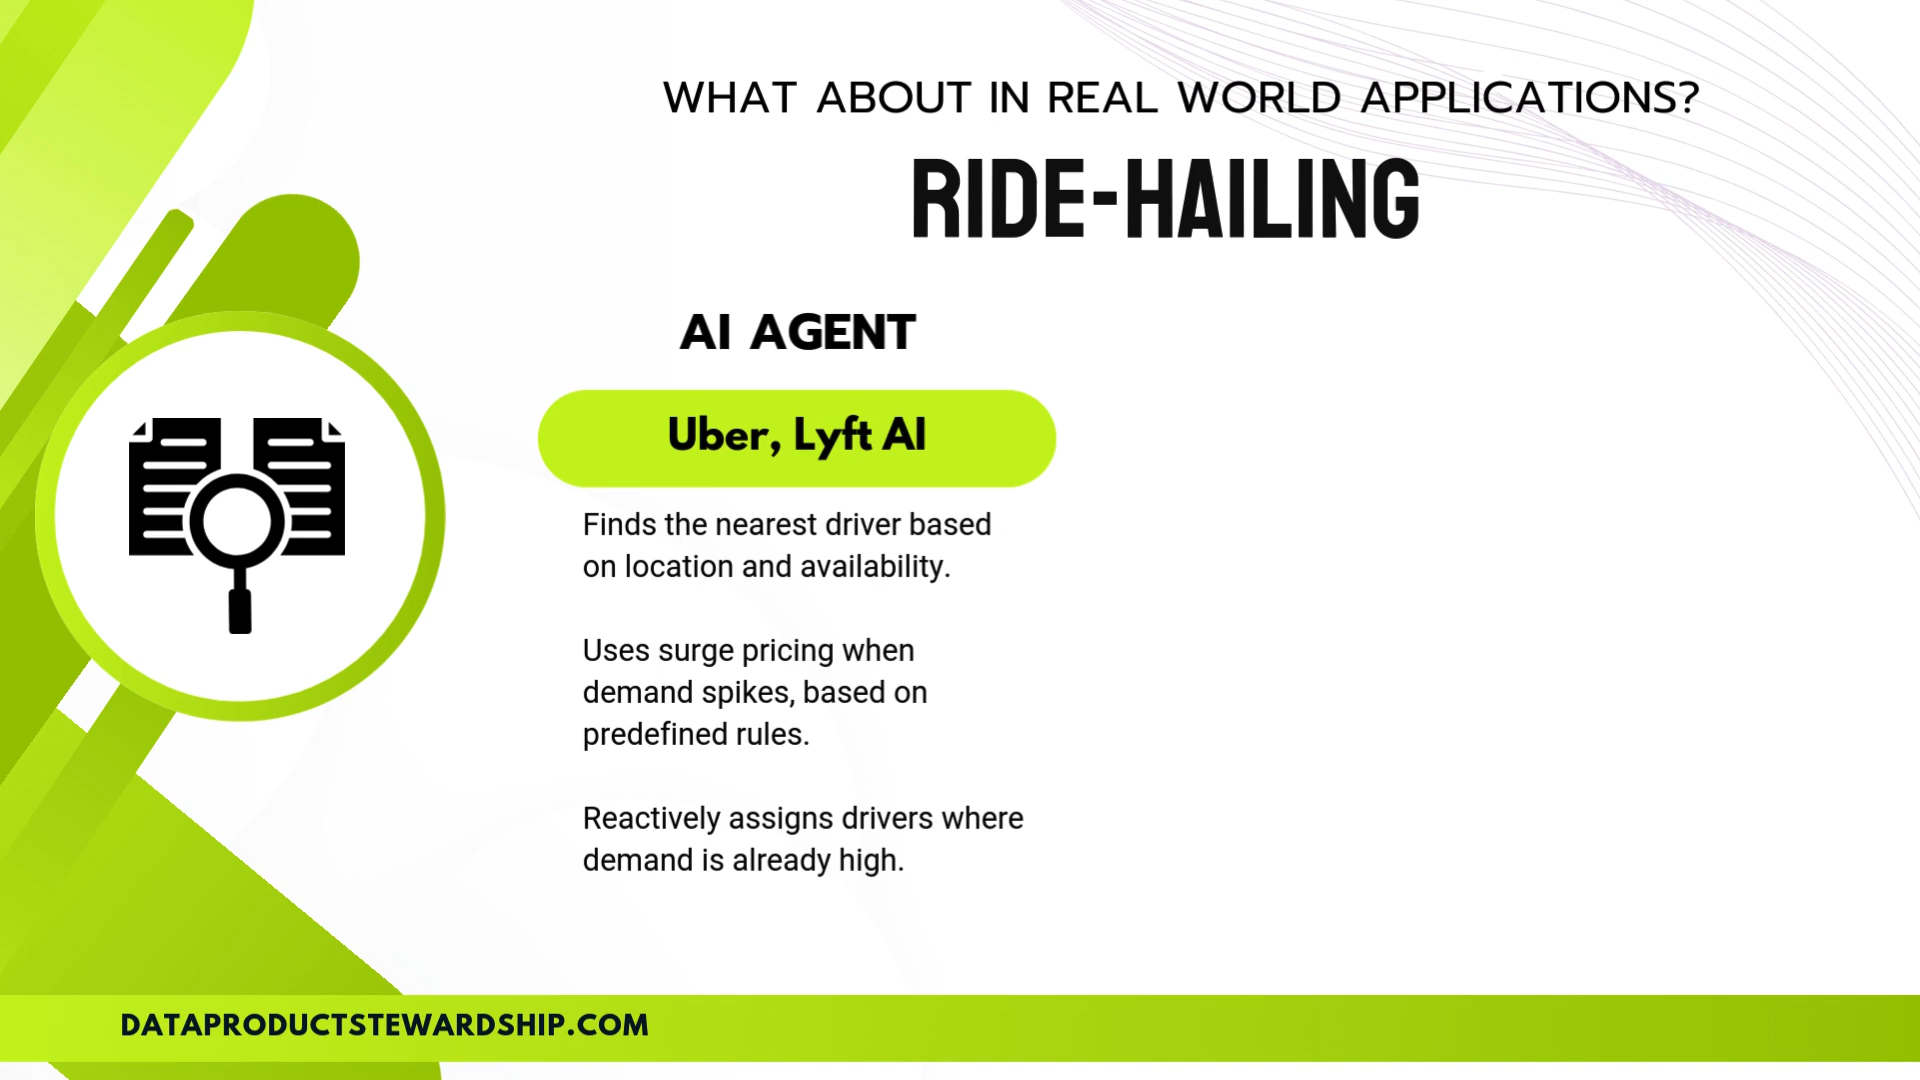 WHAT ABOUT IN REAL WORLD APPLICATIONS?
RIDE-HAILING
AI AGENT
Uber, Lyft AI
Finds the nearest driver based
on location and availability.
Uses surge pricing when
demand spikes, based on
predefined rules.
Reactively assigns drivers where
demand is already high.
DATAPRODUCTSTEWARDSHIP.COM